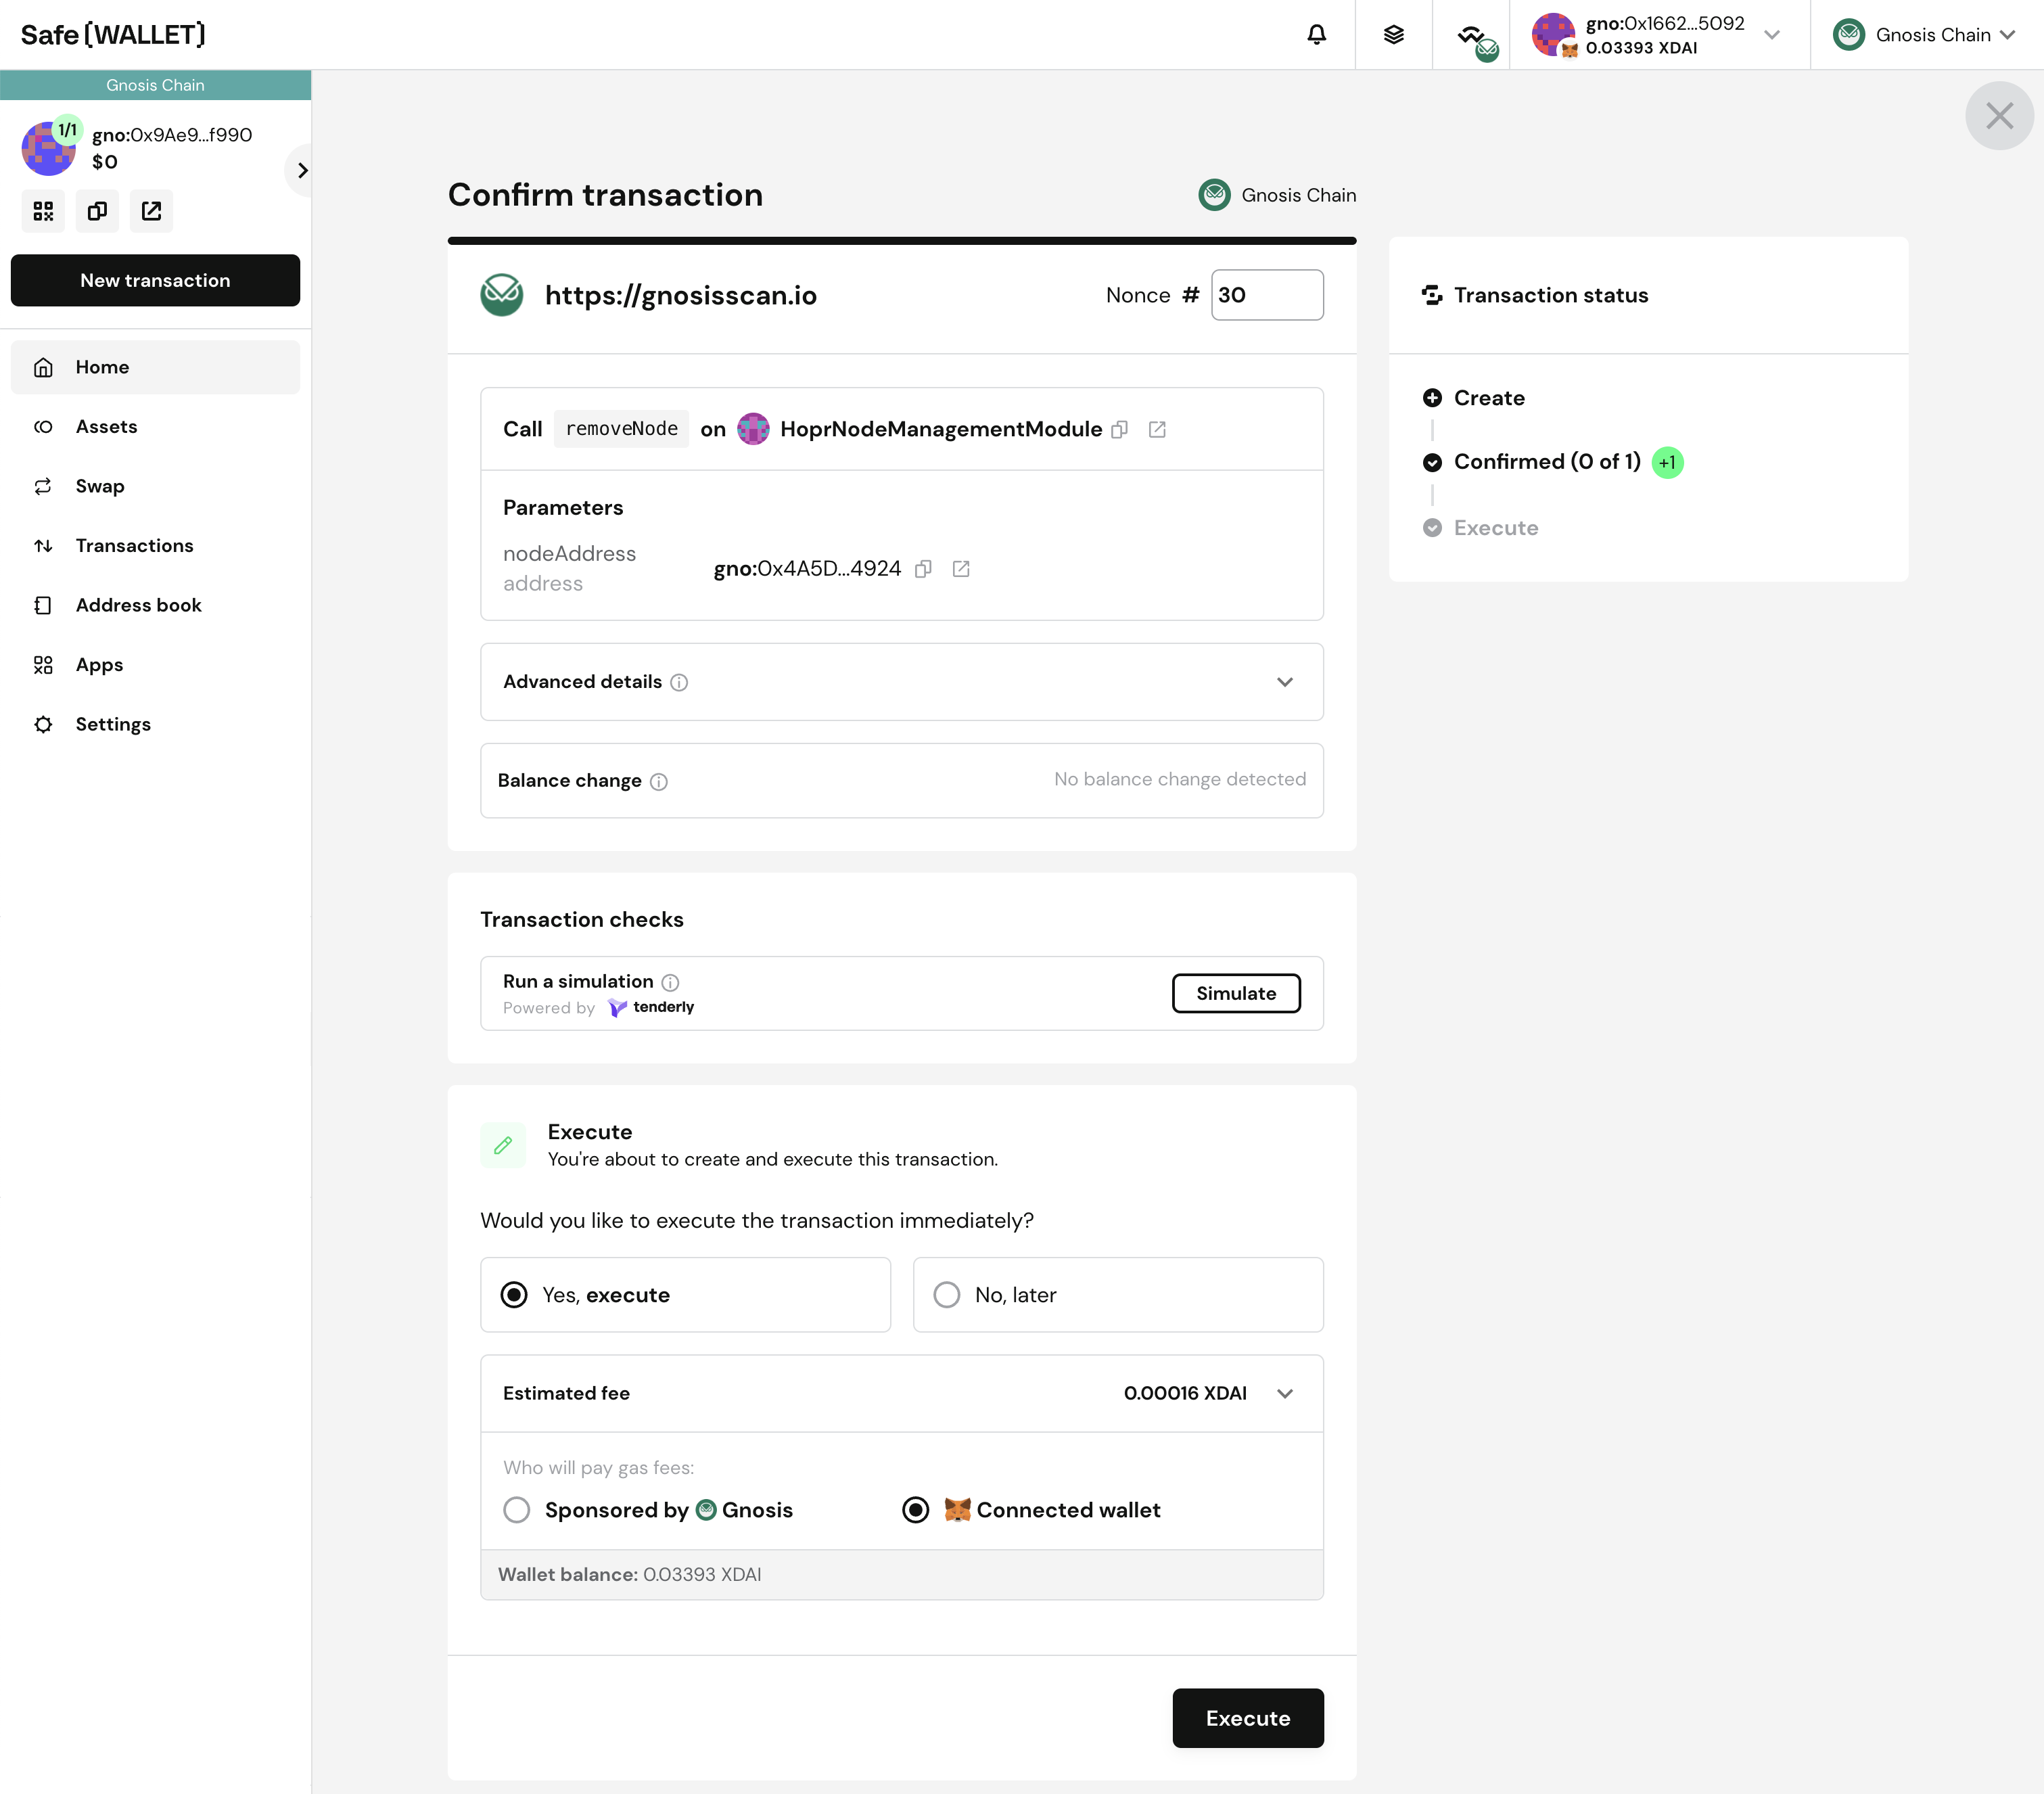 Safe[WALLET]
gno:0x1662...5092
0.03393 XDAI
Gnosis Chain
Gnosis Chain
1/1
gno:0x9Ae9...f990
$0
New transaction
Home
Assets
Swap
Transactions
Address book
Apps
Settings
Confirm transaction
Gnosis Chain
https://gnosisscan.io
Nonce # 30
Call removeNode on HoprNodeManagementModule
Parameters
nodeAddress
address
gno:0x4A5D...4924
Advanced details
Balance change
No balance change detected
Transaction checks
Run a simulation
Powered by tenderly
Simulate
Execute
You're about to create and execute this transaction.
Would you like to execute the transaction immediately?
Yes, execute
No, later
Estimated fee
0.00016 XDAI
Who will pay gas fees:
Sponsored by Gnosis
Connected wallet
Wallet balance: 0.03393 XDAI
Execute
Transaction status
Create
Confirmed (0 of 1) +1
Execute